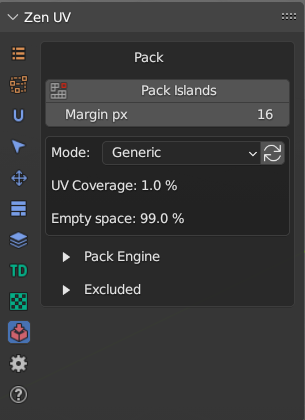 Zen UV
Pack
Pack Islands
Margin px 16
Mode: Generic
UV Coverage: 1.0 %
Empty space: 99.0 %
Pack Engine
TD
Excluded